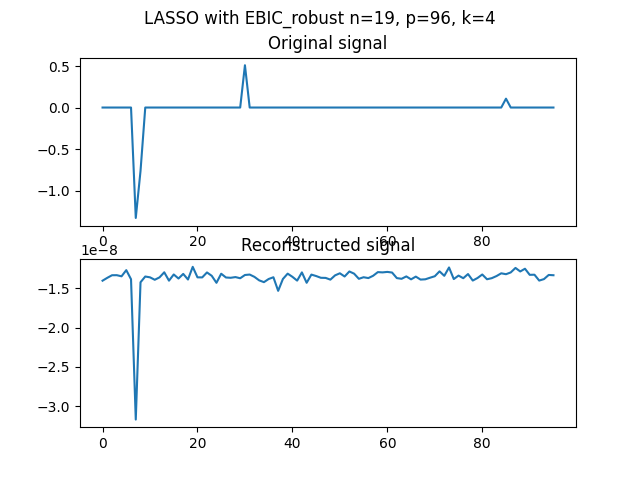 LASSO with EBIC_robust n=19, p=96, k=4
Original signal
0.5
0.0
−0.5
−1.0
0 20 40 60 80
1e−8
Reconstructed signal
−1.5
−2.0
−2.5
−3.0
0 20 40 60 80